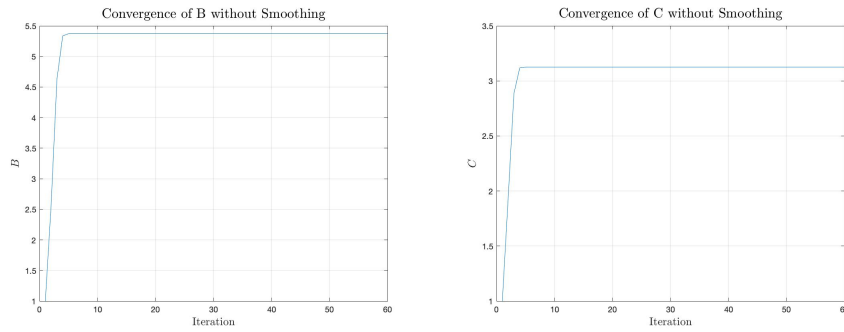 Convergence of B without Smoothing
5.5
5
4.5
4
3.5
3
2.5
2
1.5
1
B
0 10 20 30 40 50 60
Iteration
Convergence of C without Smoothing
3.5
3
2.5
2
1.5
1
C
0 10 20 30 40 50 60
Iteration